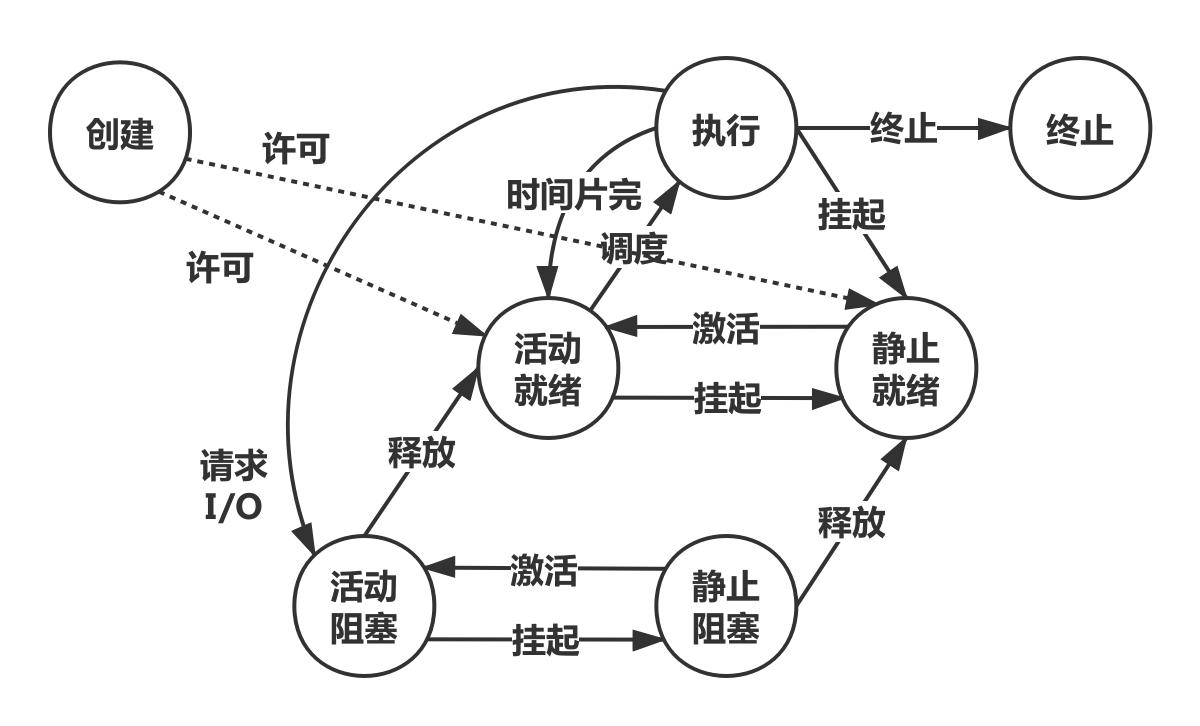 创建
许可
许可
执行
终止
终止
时间片完
调度
挂起
活动
就绪
激活
挂起
静止
就绪
请求
I/O
释放
释放
活动
阻塞
激活
挂起
静止
阻塞